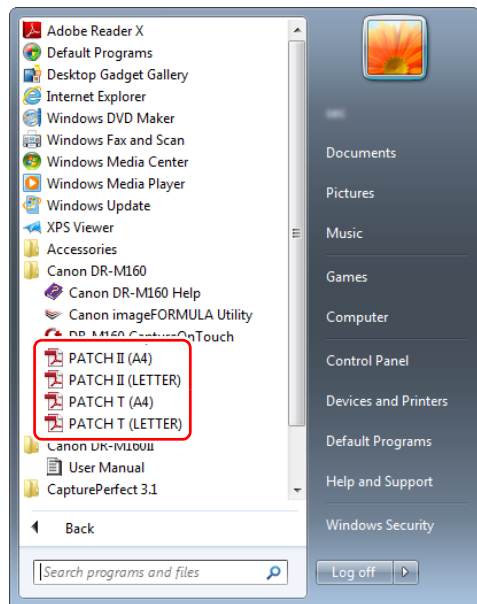 Adobe Reader X
Default Programs
Desktop Gadget Gallery
Internet Explorer
Windows DVD Maker
Windows Fax and Scan
Windows Media Center
Windows Media Player
Windows Update
XPS Viewer
Accessories
Canon DR-M160
Canon DR-M160 Help
Canon imageFORMULA Utility
DR-M160 CaptureOnTouch
PATCH II (A4)
PATCH II (LETTER)
PATCH T (A4)
PATCH T (LETTER)
Canon DR-M160II
User Manual
CapturePerfect 3.1
Back
Search programs and files
Documents
Pictures
Music
Games
Computer
Control Panel
Devices and Printers
Default Programs
Help and Support
Windows Security
Log off